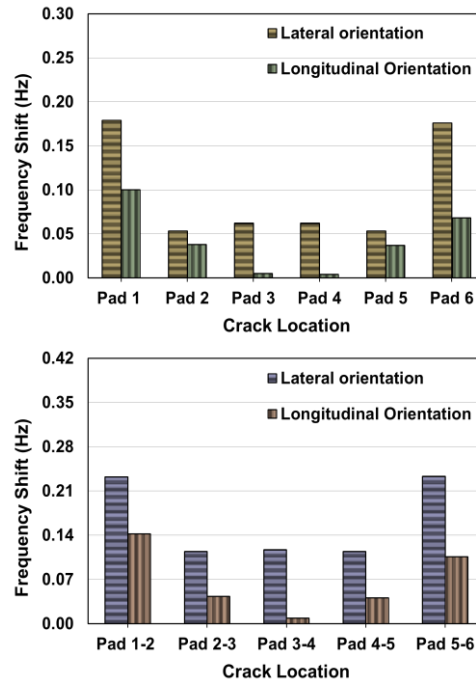 0.30
0.25
0.20
0.15
0.10
0.05
0.00
Frequency Shift (Hz)
Lateral orientation
Longitudinal Orientation
Pad 1 Pad 2 Pad 3 Pad 4 Pad 5 Pad 6
Crack Location
0.42
0.35
0.28
0.21
0.14
0.07
0.00
Frequency Shift (Hz)
Lateral orientation
Longitudinal Orientation
Pad 1-2 Pad 2-3 Pad 3-4 Pad 4-5 Pad 5-6
Crack Location